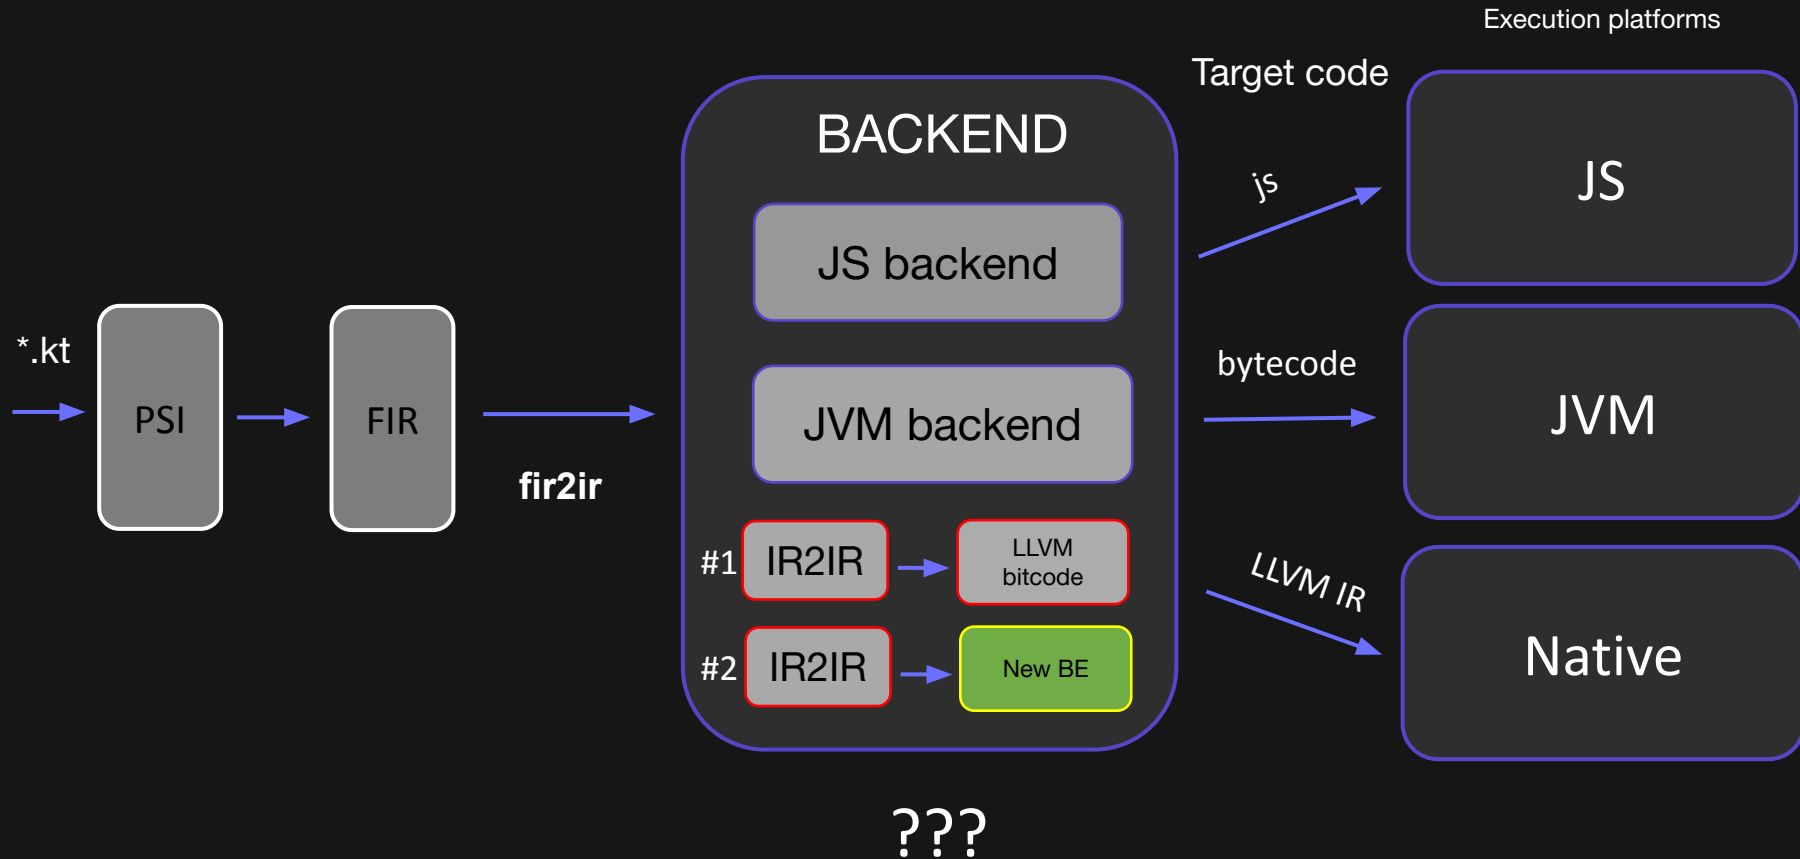 Execution platforms
Target code
BACKEND
JS backend
JVM backend
#1
IR2IR
LLVM
bitcode
#2
IR2IR
New BE
*.kt
PSI
FIR
fir2ir
js
bytecode
LLVM IR
JS
JVM
Native
???